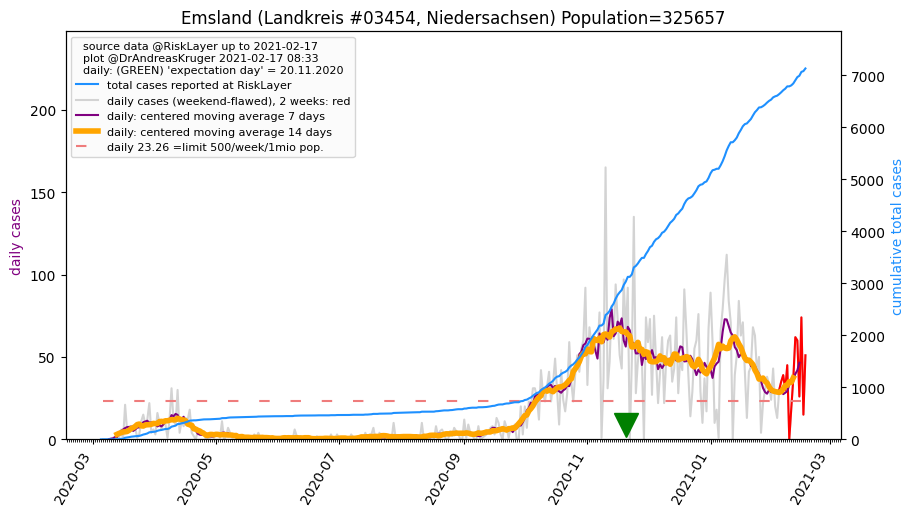 Emsland (Landkreis #03454, Niedersachsen) Population=325657
source data @RiskLayer up to 2021-02-17
plot @DrAndreasKruger 2021-02-17 08:33
daily: (GREEN) 'expectation day' = 20.11.2020
total cases reported at RiskLayer
daily cases (weekend-flawed), 2 weeks: red
daily: centered moving average 7 days
daily: centered moving average 14 days
daily 23.26 =limit 500/week/1mio pop.
daily cases
200
150
100
50
0
cumulative total cases
7000
6000
5000
4000
3000
2000
1000
0
2020-03
2020-05
2020-07
2020-09
2020-11
2021-01
2021-03